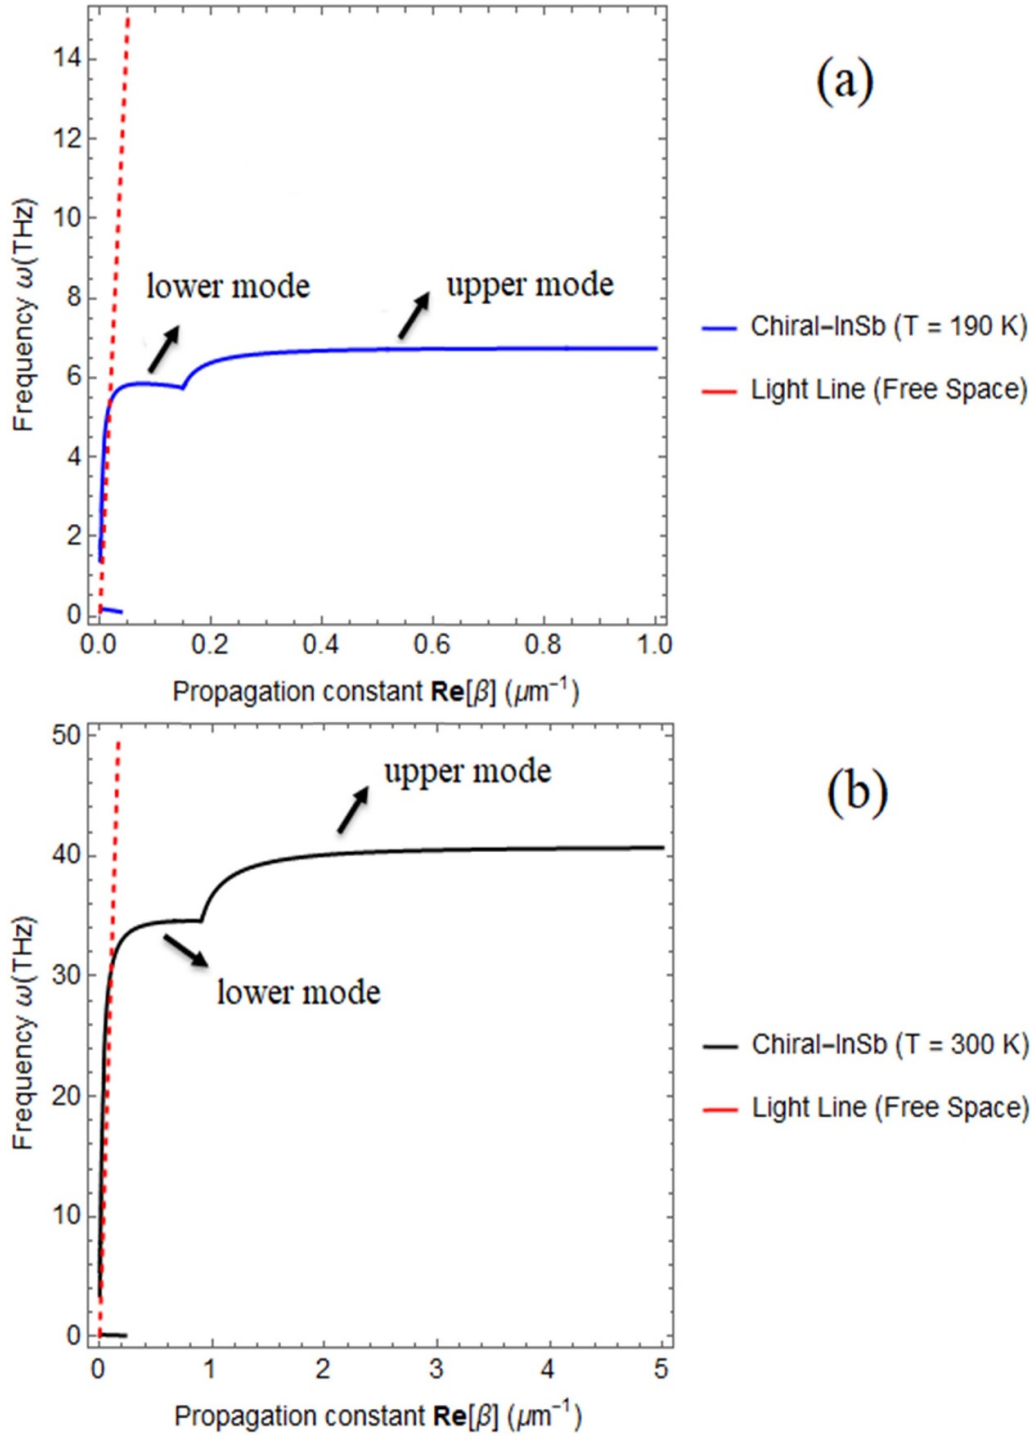 (a)
14
12
10
8
6
4
2
0
Frequency ω(THz)
lower mode
upper mode
Chiral–InSb (T = 190 K)
Light Line (Free Space)
0.0 0.2 0.4 0.6 0.8 1.0
Propagation constant Re[β] (μm⁻¹)
(b)
50
40
30
20
10
0
Frequency ω(THz)
upper mode
lower mode
Chiral–InSb (T = 300 K)
Light Line (Free Space)
0 1 2 3 4 5
Propagation constant Re[β] (μm⁻¹)